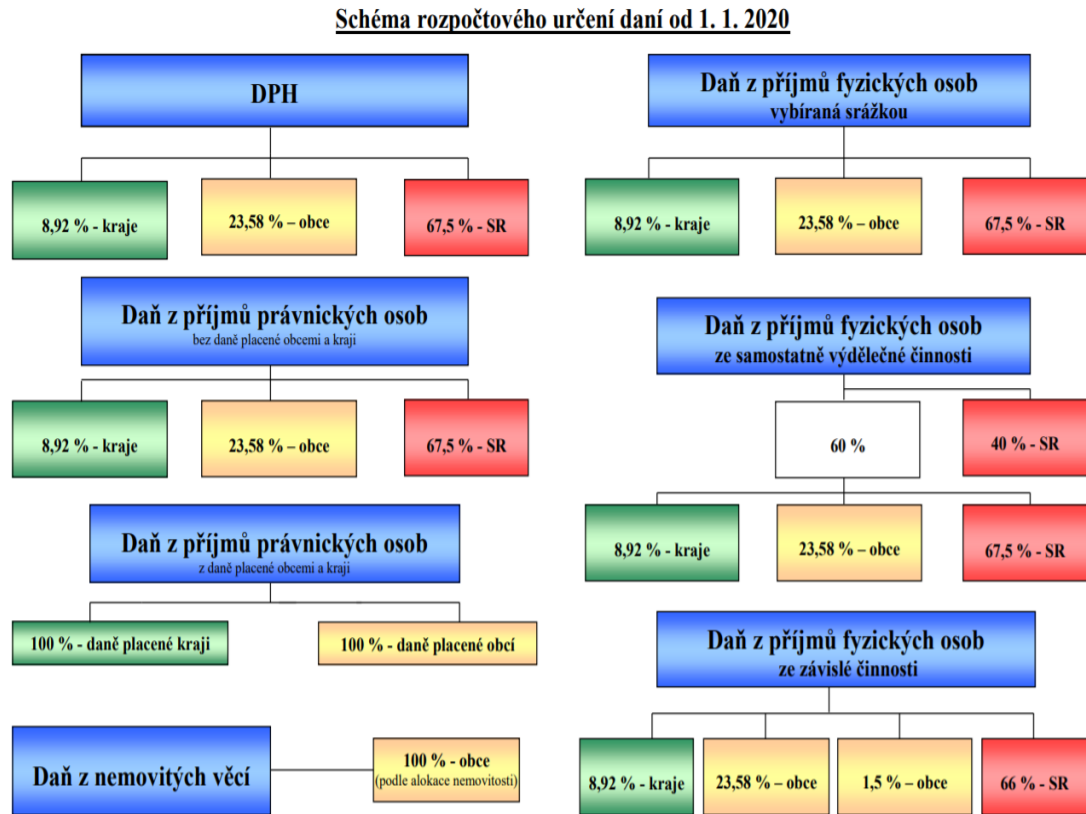 Schéma rozpočtového určení daní od 1. 1. 2020
DPH
8,92 % - kraje
23,58 % – obce
67,5 % - SR
Daň z příjmů právnických osob
bez daně placené obcemi a kraji
8,92 % - kraje
23,58 % – obce
67,5 % - SR
Daň z příjmů právnických osob
z daně placené obcemi a kraji
100 % - daně placené kraji
100 % - daně placené obcí
Daň z nemovitých věcí
100 % - obce
(podle alokace nemovitosti)
Daň z příjmů fyzických osob
vybíraná srážkou
8,92 % - kraje
23,58 % – obce
67,5 % - SR
Daň z příjmů fyzických osob
ze samostatně výdělečné činnosti
60 %
40 % - SR
8,92 % - kraje
23,58 % – obce
67,5 % - SR
Daň z příjmů fyzických osob
ze závislé činnosti
8,92 % - kraje
23,58 % – obce
1,5 % – obce
66 % - SR